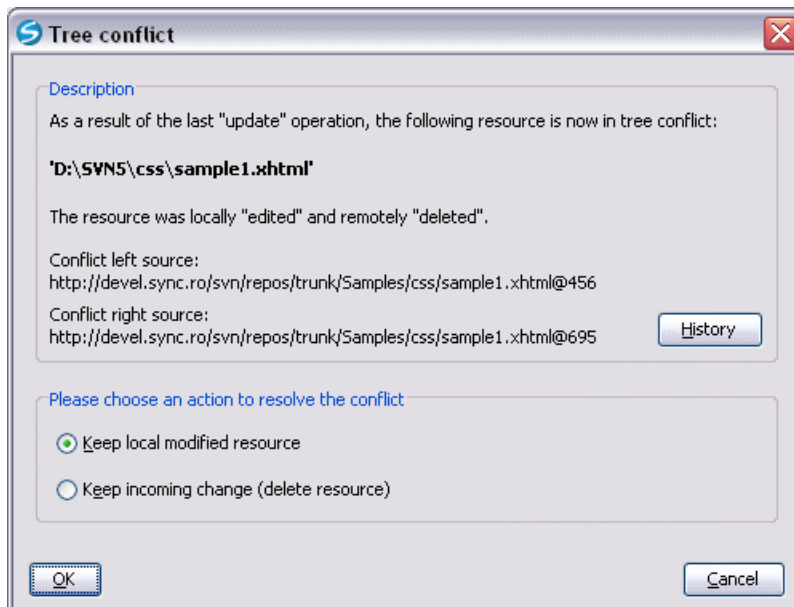 Tree conflict
Description
As a result of the last "update" operation, the following resource is now in tree conflict:
'D:\SVN5\css\sample1.xhtml'
The resource was locally "edited" and remotely "deleted".
Conflict left source:
http://devel.sync.ro/svn/repos/trunk/Samples/css/sample1.xhtml@456
Conflict right source:
http://devel.sync.ro/svn/repos/trunk/Samples/css/sample1.xhtml@695
History
Please choose an action to resolve the conflict
Keep local modified resource
Keep incoming change (delete resource)
OK
Cancel